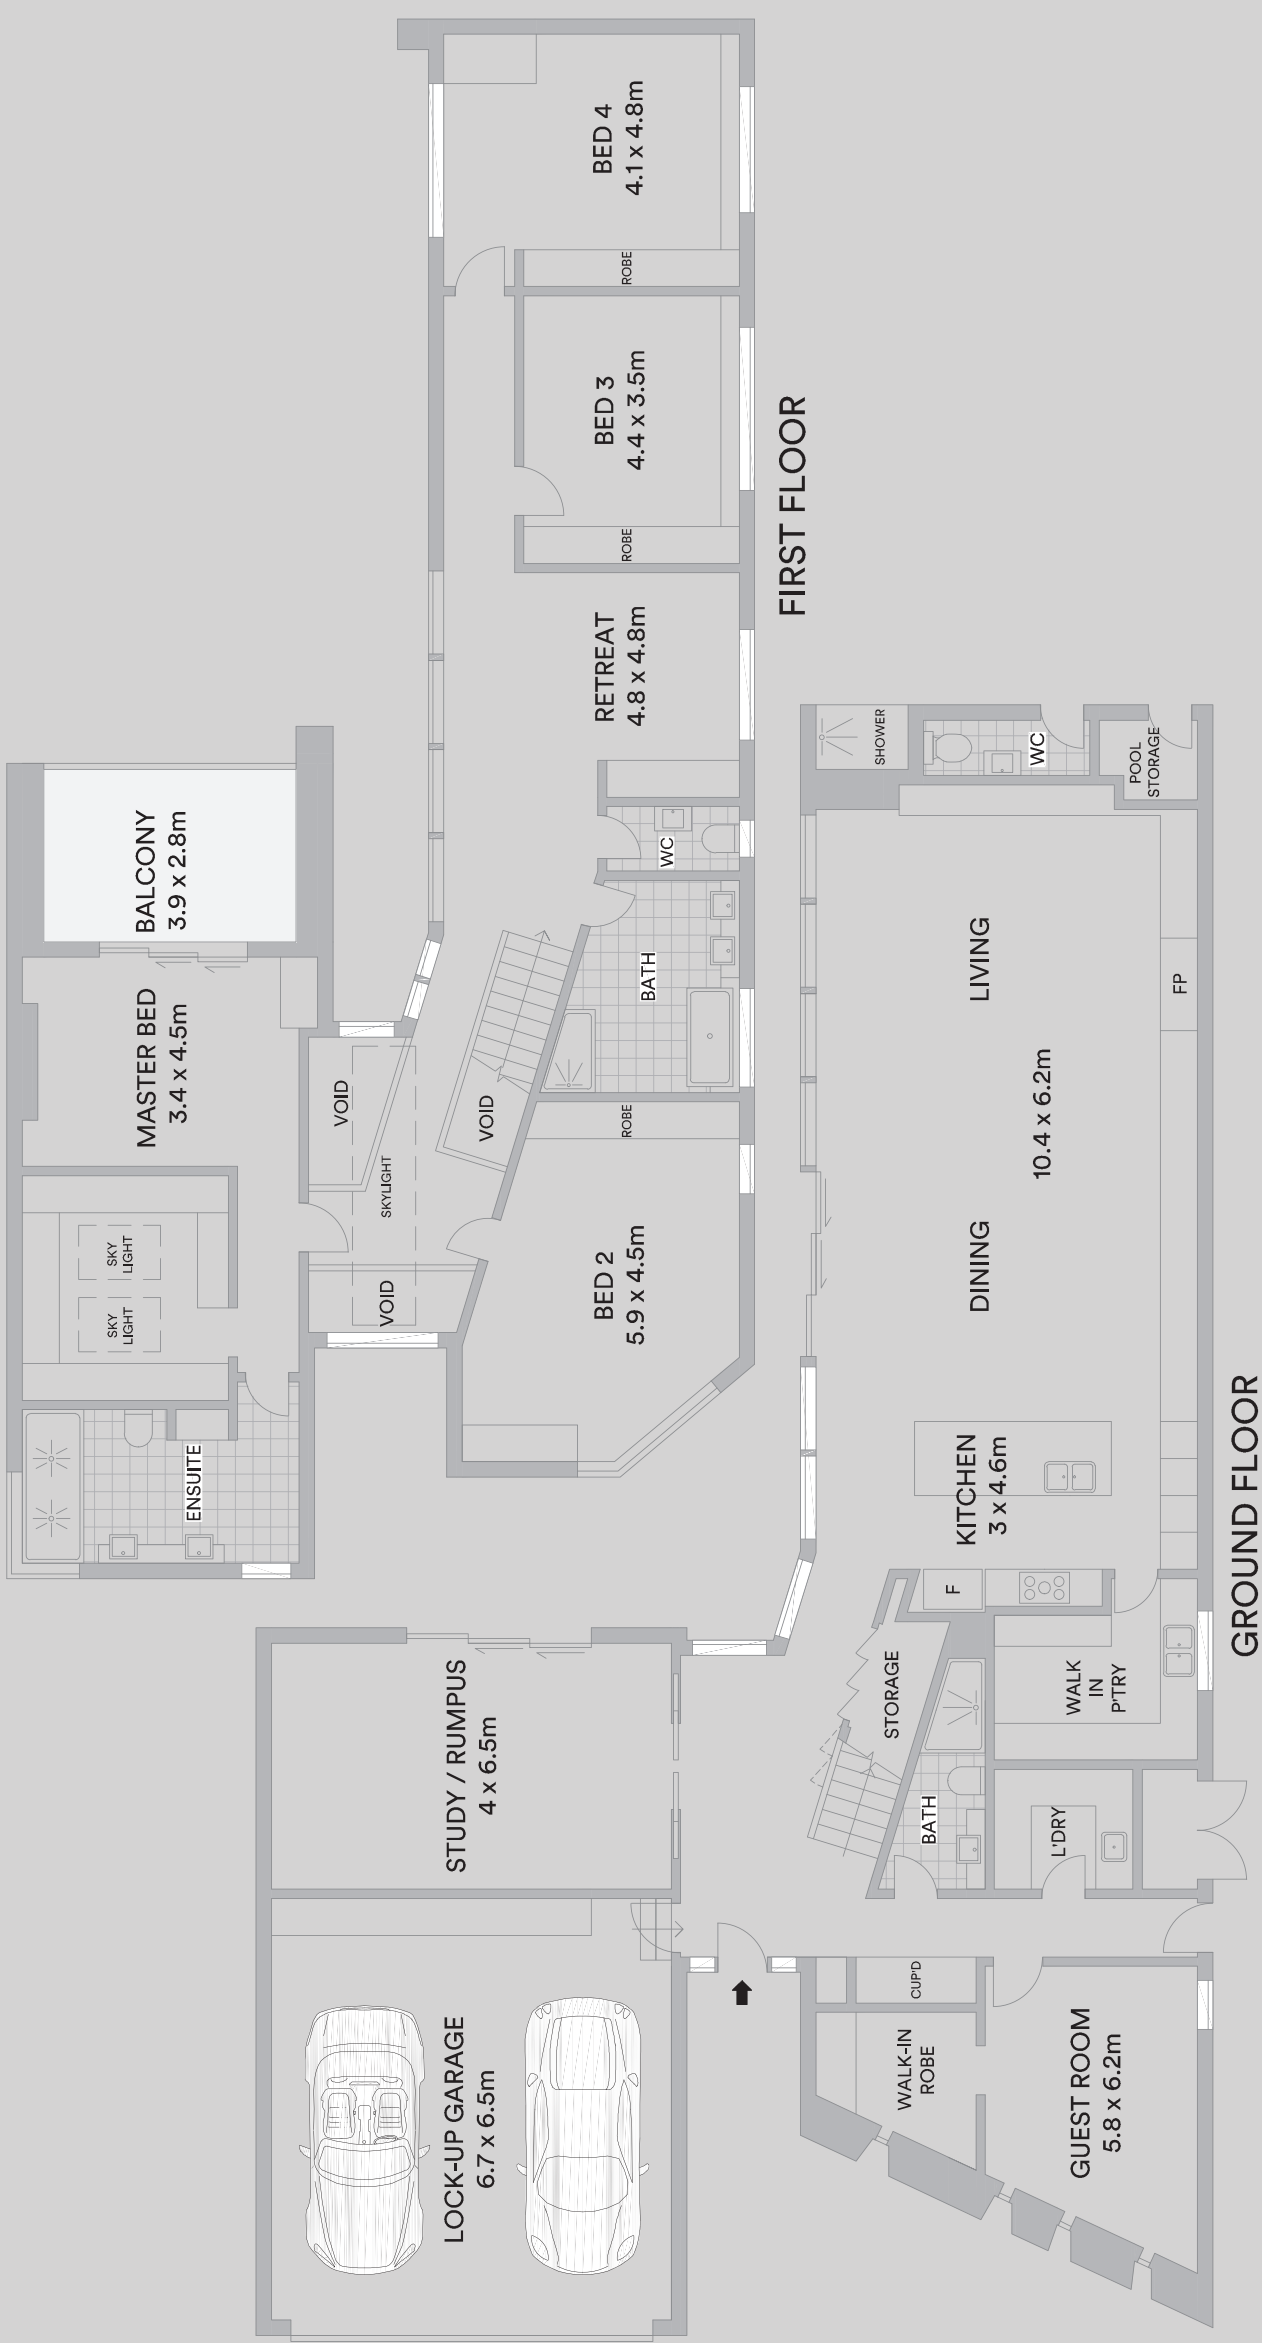 BED 4
4.1 x 4.8m
ROBE
BED 3
4.4 x 3.5m
ROBE
RETREAT
4.8 x 4.8m
WC
BATH
BALCONY
3.9 x 2.8m
MASTER BED
3.4 x 4.5m
VOID
VOID
SKYLIGHT
ROBE
SKY
LIGHT
SKY
LIGHT
VOID
BED 2
5.9 x 4.5m
ENSUITE
FIRST FLOOR
SHOWER
WC
POOL
STORAGE
LIVING
FP
10.4 x 6.2m
DINING
KITCHEN
3 x 4.6m
F
STORAGE
WALK
IN
P'TRY
BATH
L'DRY
STUDY / RUMPUS
4 x 6.5m
LOCK-UP GARAGE
6.7 x 6.5m
CUP'D
WALK-IN
ROBE
GUEST ROOM
5.8 x 6.2m
GROUND FLOOR